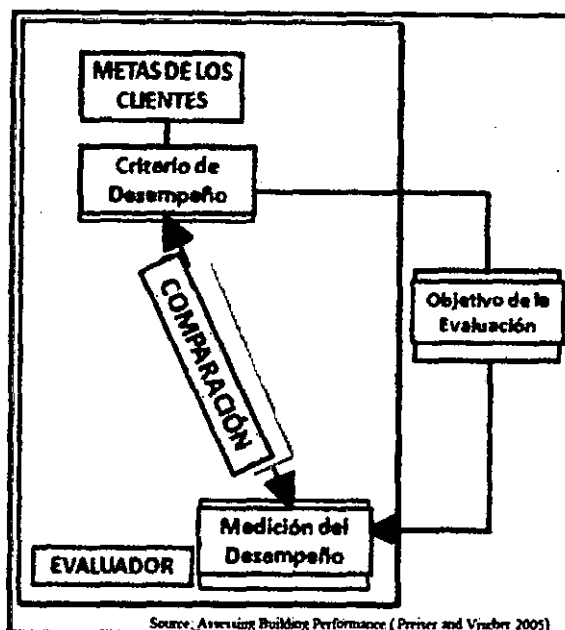 METAS DE LOS
CLIENTES
Criterio de
Desempeño
COMPARACIÓN
Objetivo de la
Evaluación
Medición del
Desempeño
EVALUADOR
Source: Assessing Building Performance ( Preiser and Vischer 2005)